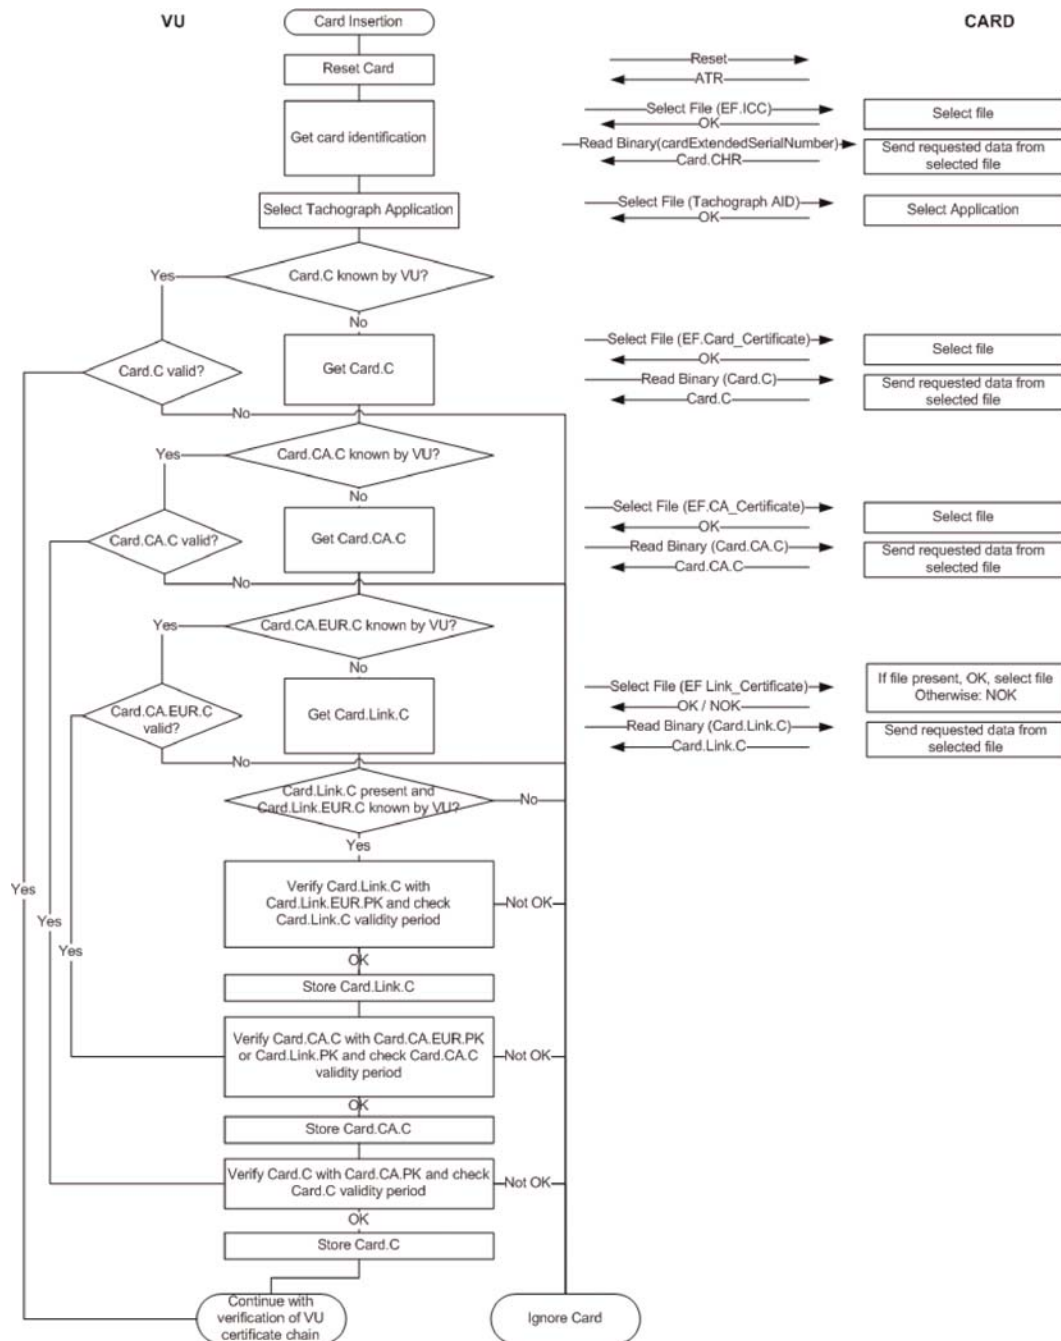 VU
Card Insertion
CARD
Reset Card
Reset
ATR
Get card identification
Select File (EF.ICC)
OK
Select file
Read Binary(cardExtendedSerialNumber)
Card.CHR
Send requested data from
selected file
Select Tachograph Application
Select File (Tachograph AID)
OK
Select Application
Yes
Card.C known by VU?
No
Card.C valid?
Get Card.C
Select File (EF.Card_Certificate)
OK
Select file
Read Binary (Card.C)
Card.C
Send requested data from
selected file
No
Yes
Card.CA.C known by VU?
No
Card.CA.C valid?
Get Card.CA.C
Select File (EF.CA_Certificate)
OK
Select file
Read Binary (Card.CA.C)
Card.CA.C
Send requested data from
selected file
No
Yes
Card.CA.EUR.C known by VU?
No
Card.CA.EUR.C
valid?
Get Card.Link.C
Select File (EF Link_Certificate)
OK / NOK
If file present, OK, select file
Otherwise: NOK
Read Binary (Card.Link.C)
Card.Link.C
Send requested data from
selected file
No
Card.Link.C present and
Card.Link.EUR.C known by VU?
No
Yes
Yes
Yes
Yes
Verify Card.Link.C with
Card.Link.EUR.PK and check
Card.Link.C validity period
Not OK
OK
Store Card.Link.C
Verify Card.CA.C with Card.CA.EUR.PK
or Card.Link.PK and check Card.CA.C
validity period
Not OK
OK
Store Card.CA.C
Verify Card.C with Card.CA.PK and check
Card.C validity period
Not OK
OK
Store Card.C
Continue with
verification of VU
certificate chain
Ignore Card